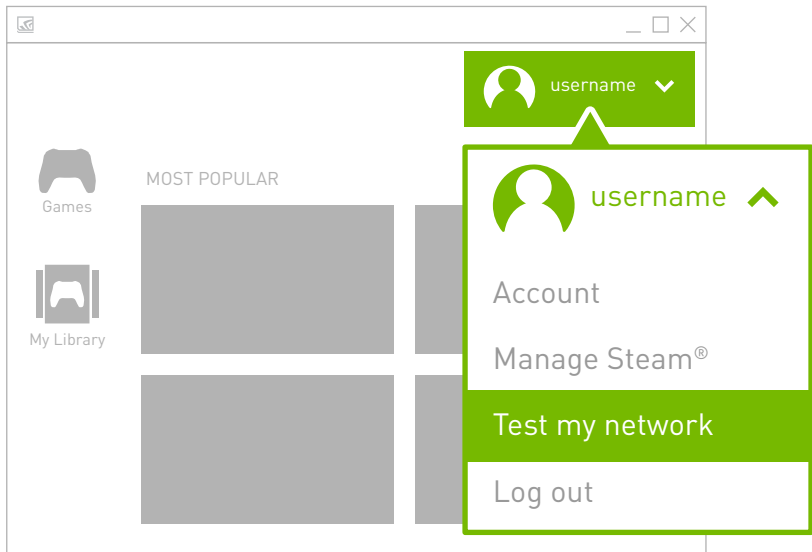 username
Games
MOST POPULAR
My Library
username
Account
Manage Steam®
Test my network
Log out